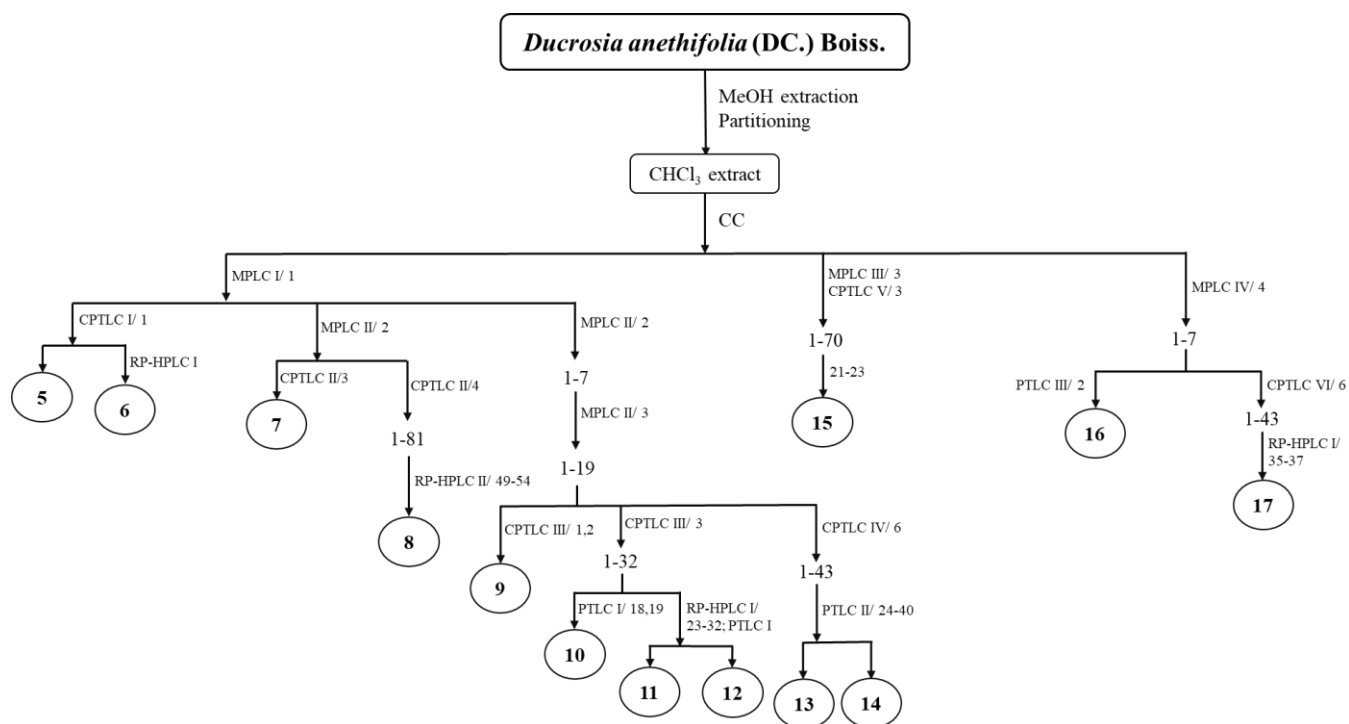 Ducrosia anethifolia (DC.) Boiss.
MeOH extraction
Partitioning
CHCl₃ extract
CC
MPLC I/ 1
MPLC III/ 3
CPTLC V/ 3
MPLC IV/ 4
CPTLC I/ 1
MPLC II/ 2
MPLC II/ 2
1-70
1-7
RP-HPLC I
5
6
CPTLC II/3
7
CPTLC II/4
1-81
RP-HPLC II/ 49-54
8
1-7
MPLC II/ 3
1-19
21-23
15
PTLC III/ 2
16
CPTLC VI/ 6
1-43
RP-HPLC I/
35-37
17
CPTLC III/ 1,2
9
CPTLC III/ 3
1-32
CPTLC IV/ 6
1-43
PTLC I/ 18,19
10
RP-HPLC I/
23-32; PTLC I
11
12
PTLC II/ 24-40
13
14